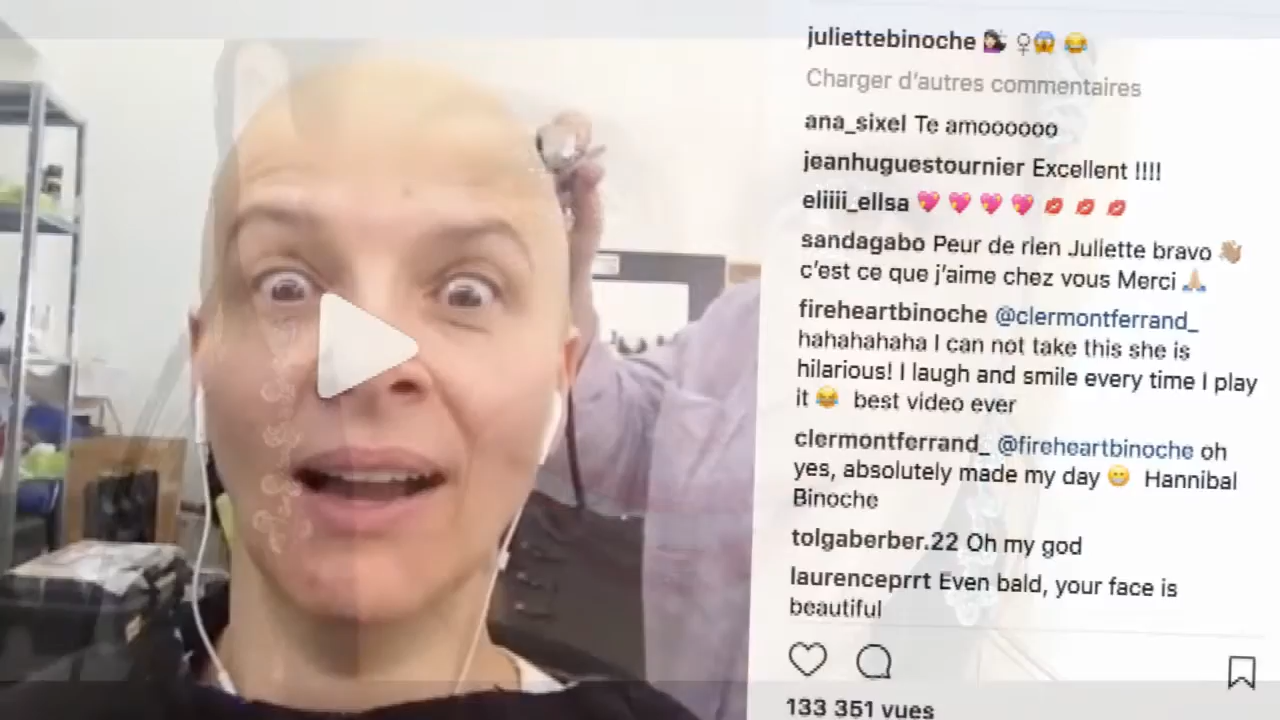 juliettebinoche 💁🏻‍♀😱 😂
Charger d'autres commentaires
ana_sixel Te amoooooo
jeanhuguestournier Excellent !!!!
eliiii_ellsa 💖 💖 💖 💖 💋 💋 💋
sandagabo Peur de rien Juliette bravo 👋🏼
c'est ce que j'aime chez vous Merci 🙏🏼
fireheartbinoche @clermontferrand_
hahahahaha I can not take this she is
hilarious! I laugh and smile every time I play
it 😂 best video ever
clermontferrand_ @fireheartbinoche oh
yes, absolutely made my day 😁 Hannibal
Binoche
tolgaberber.22 Oh my god
laurenceprrt Even bald, your face is
beautiful
133 351 vues